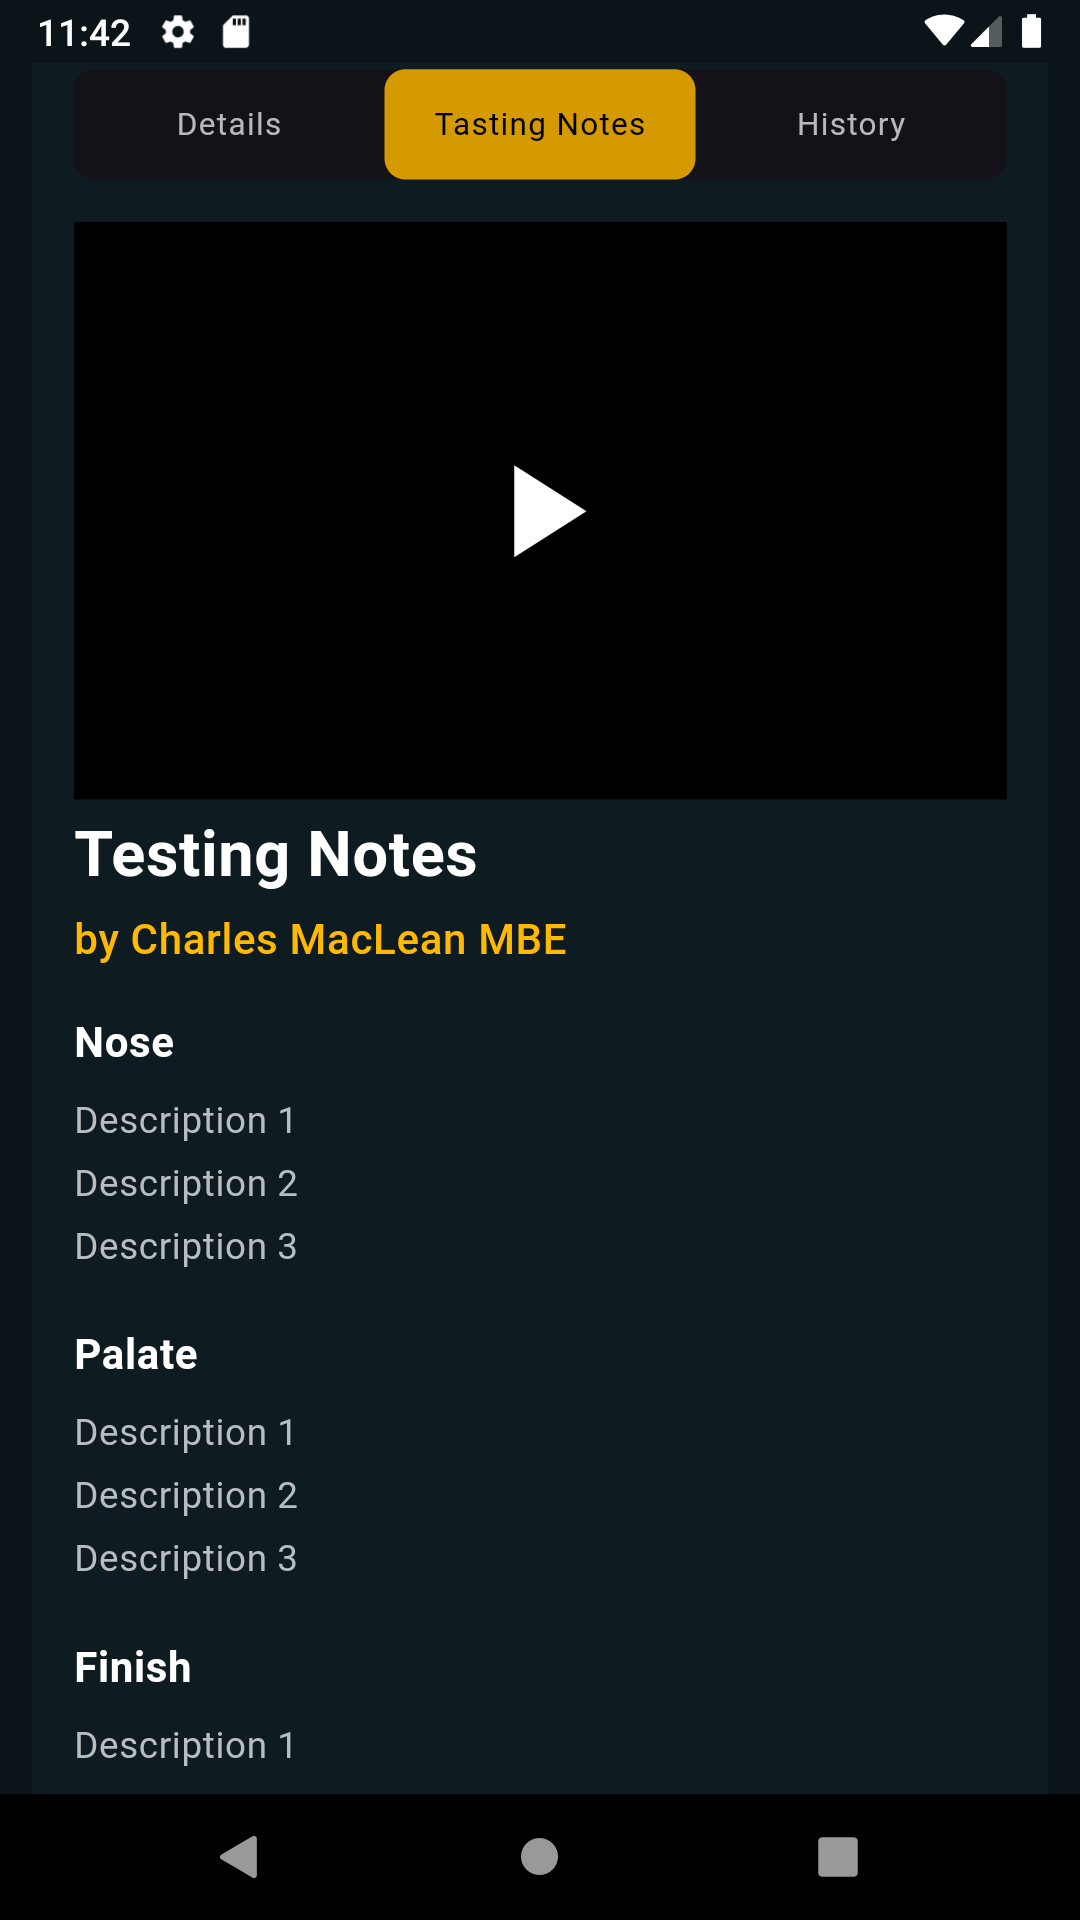 11:42
Details Tasting Notes History
Testing Notes
by Charles MacLean MBE
Nose
Description 1
Description 2
Description 3
Palate
Description 1
Description 2
Description 3
Finish
Description 1